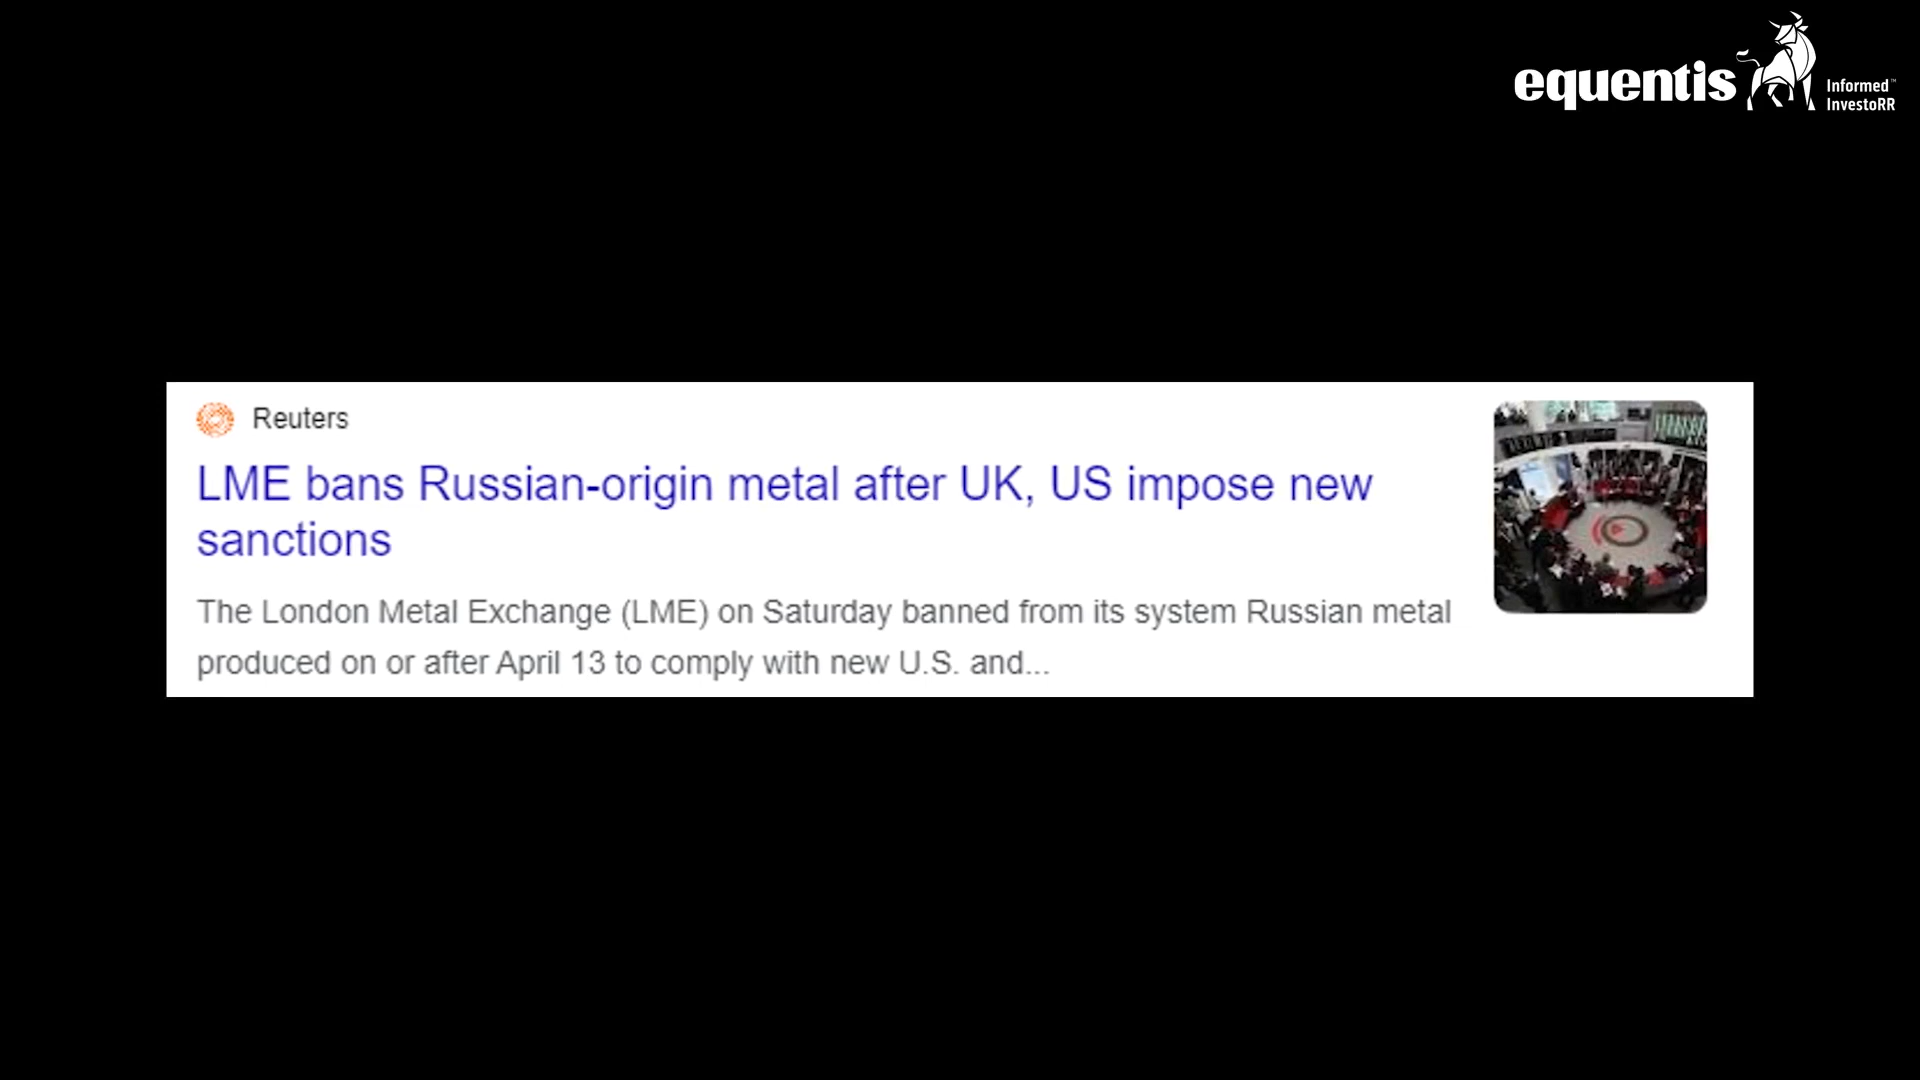 equentis
Informed™
InvestoRR
Reuters
LME bans Russian-origin metal after UK, US impose new
sanctions
The London Metal Exchange (LME) on Saturday banned from its system Russian metal
produced on or after April 13 to comply with new U.S. and...